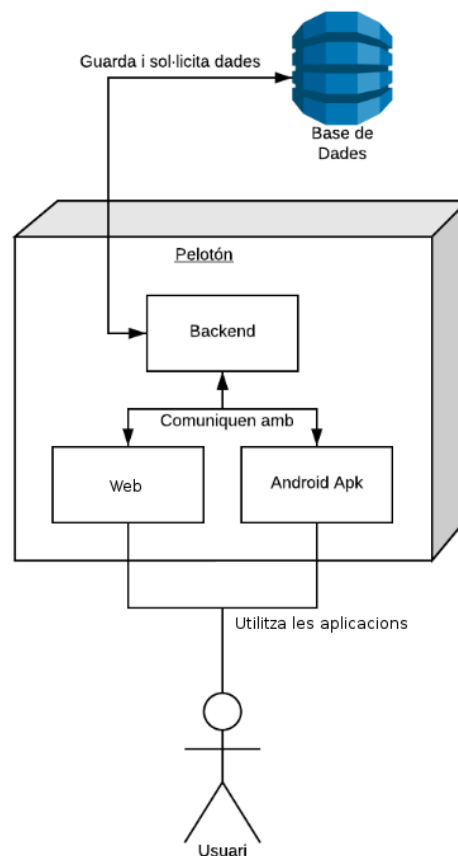 Guarda i sol·licita dades
Base de
Dades
Pelotón
Backend
Comuniquen amb
Web
Android Apk
Utilitza les aplicacions
Usuari